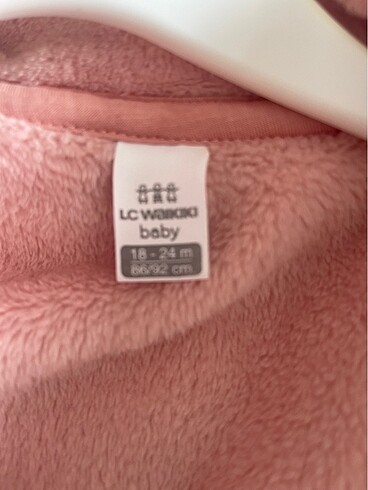 LC WAIKIKI
baby
18 - 24 m
86/92 cm